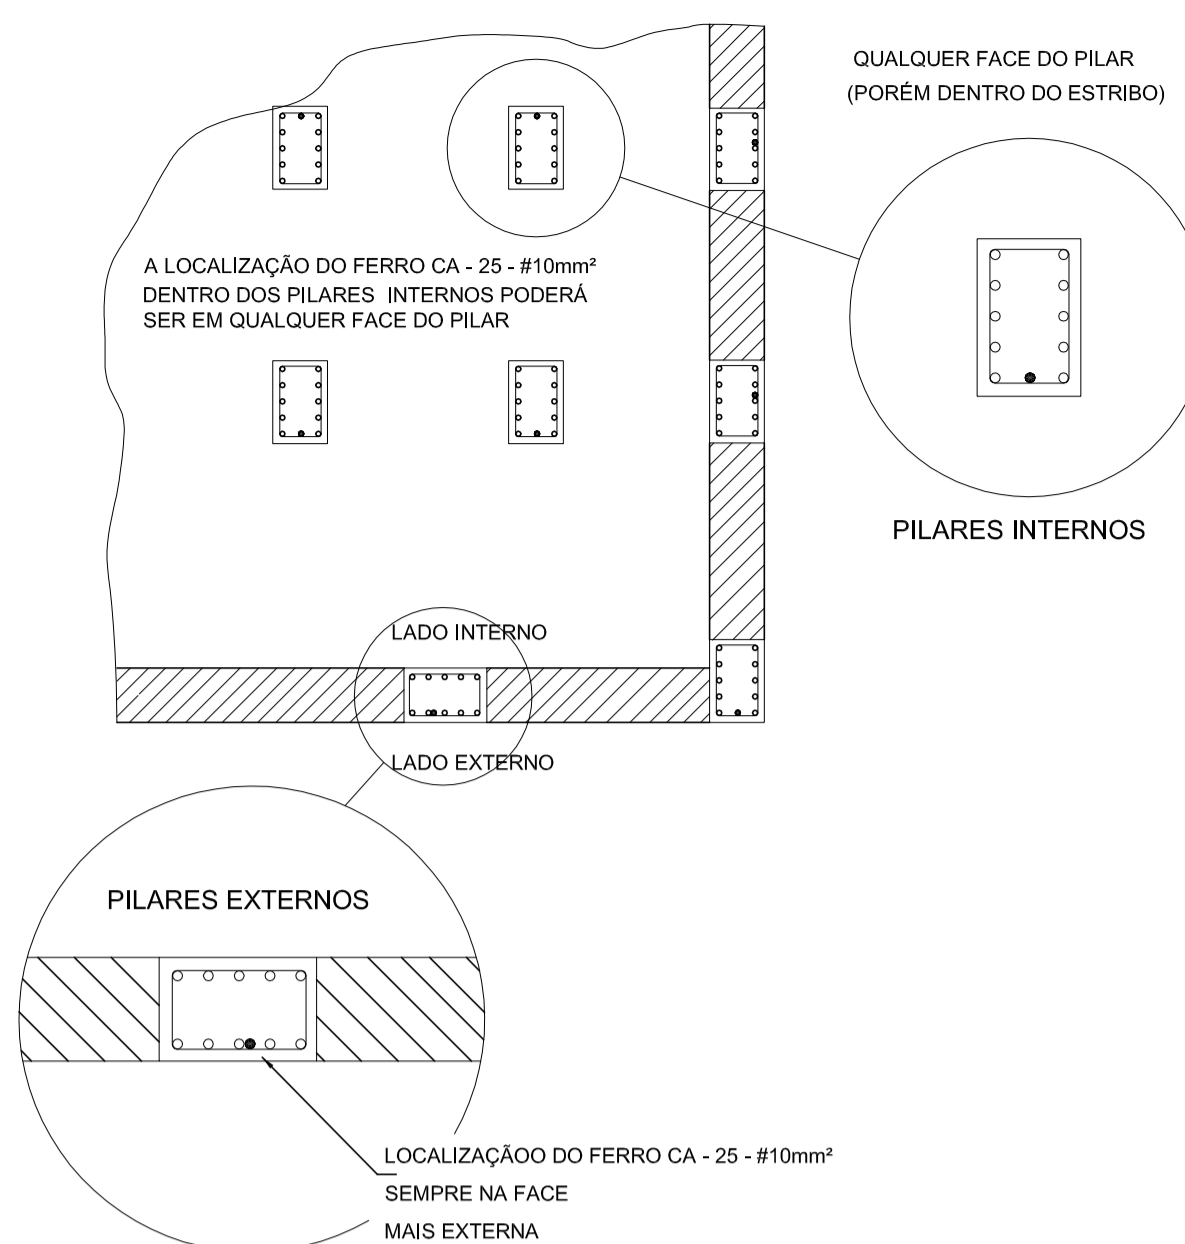 QUALQUER FACE DO PILAR
(PORÉM DENTRO DO ESTRIBO)
A LOCALIZAÇÃO DO FERRO CA - 25 - #10mm²
DENTRO DOS PILARES INTERNOS PODERÁ
SER EM QUALQUER FACE DO PILAR
PILARES INTERNOS
LADO INTERNO
LADO EXTERNO
PILARES EXTERNOS
LOCALIZAÇÃOO DO FERRO CA - 25 - #10mm²
SEMPRE NA FACE
MAIS EXTERNA